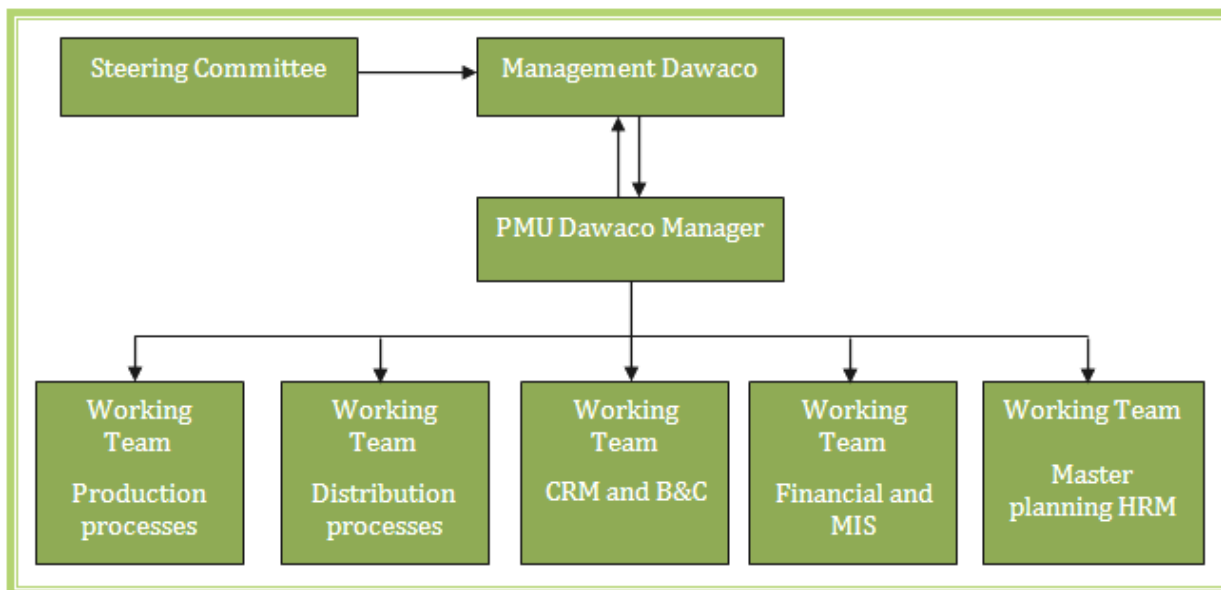 Steering Committee
Management Dawaco
PMU Dawaco Manager
Working
Team
Production
processes
Working
Team
Distribution
processes
Working
Team
CRM and B&C
Working
Team
Financial and
MIS
Working Team
Master
planning HRM